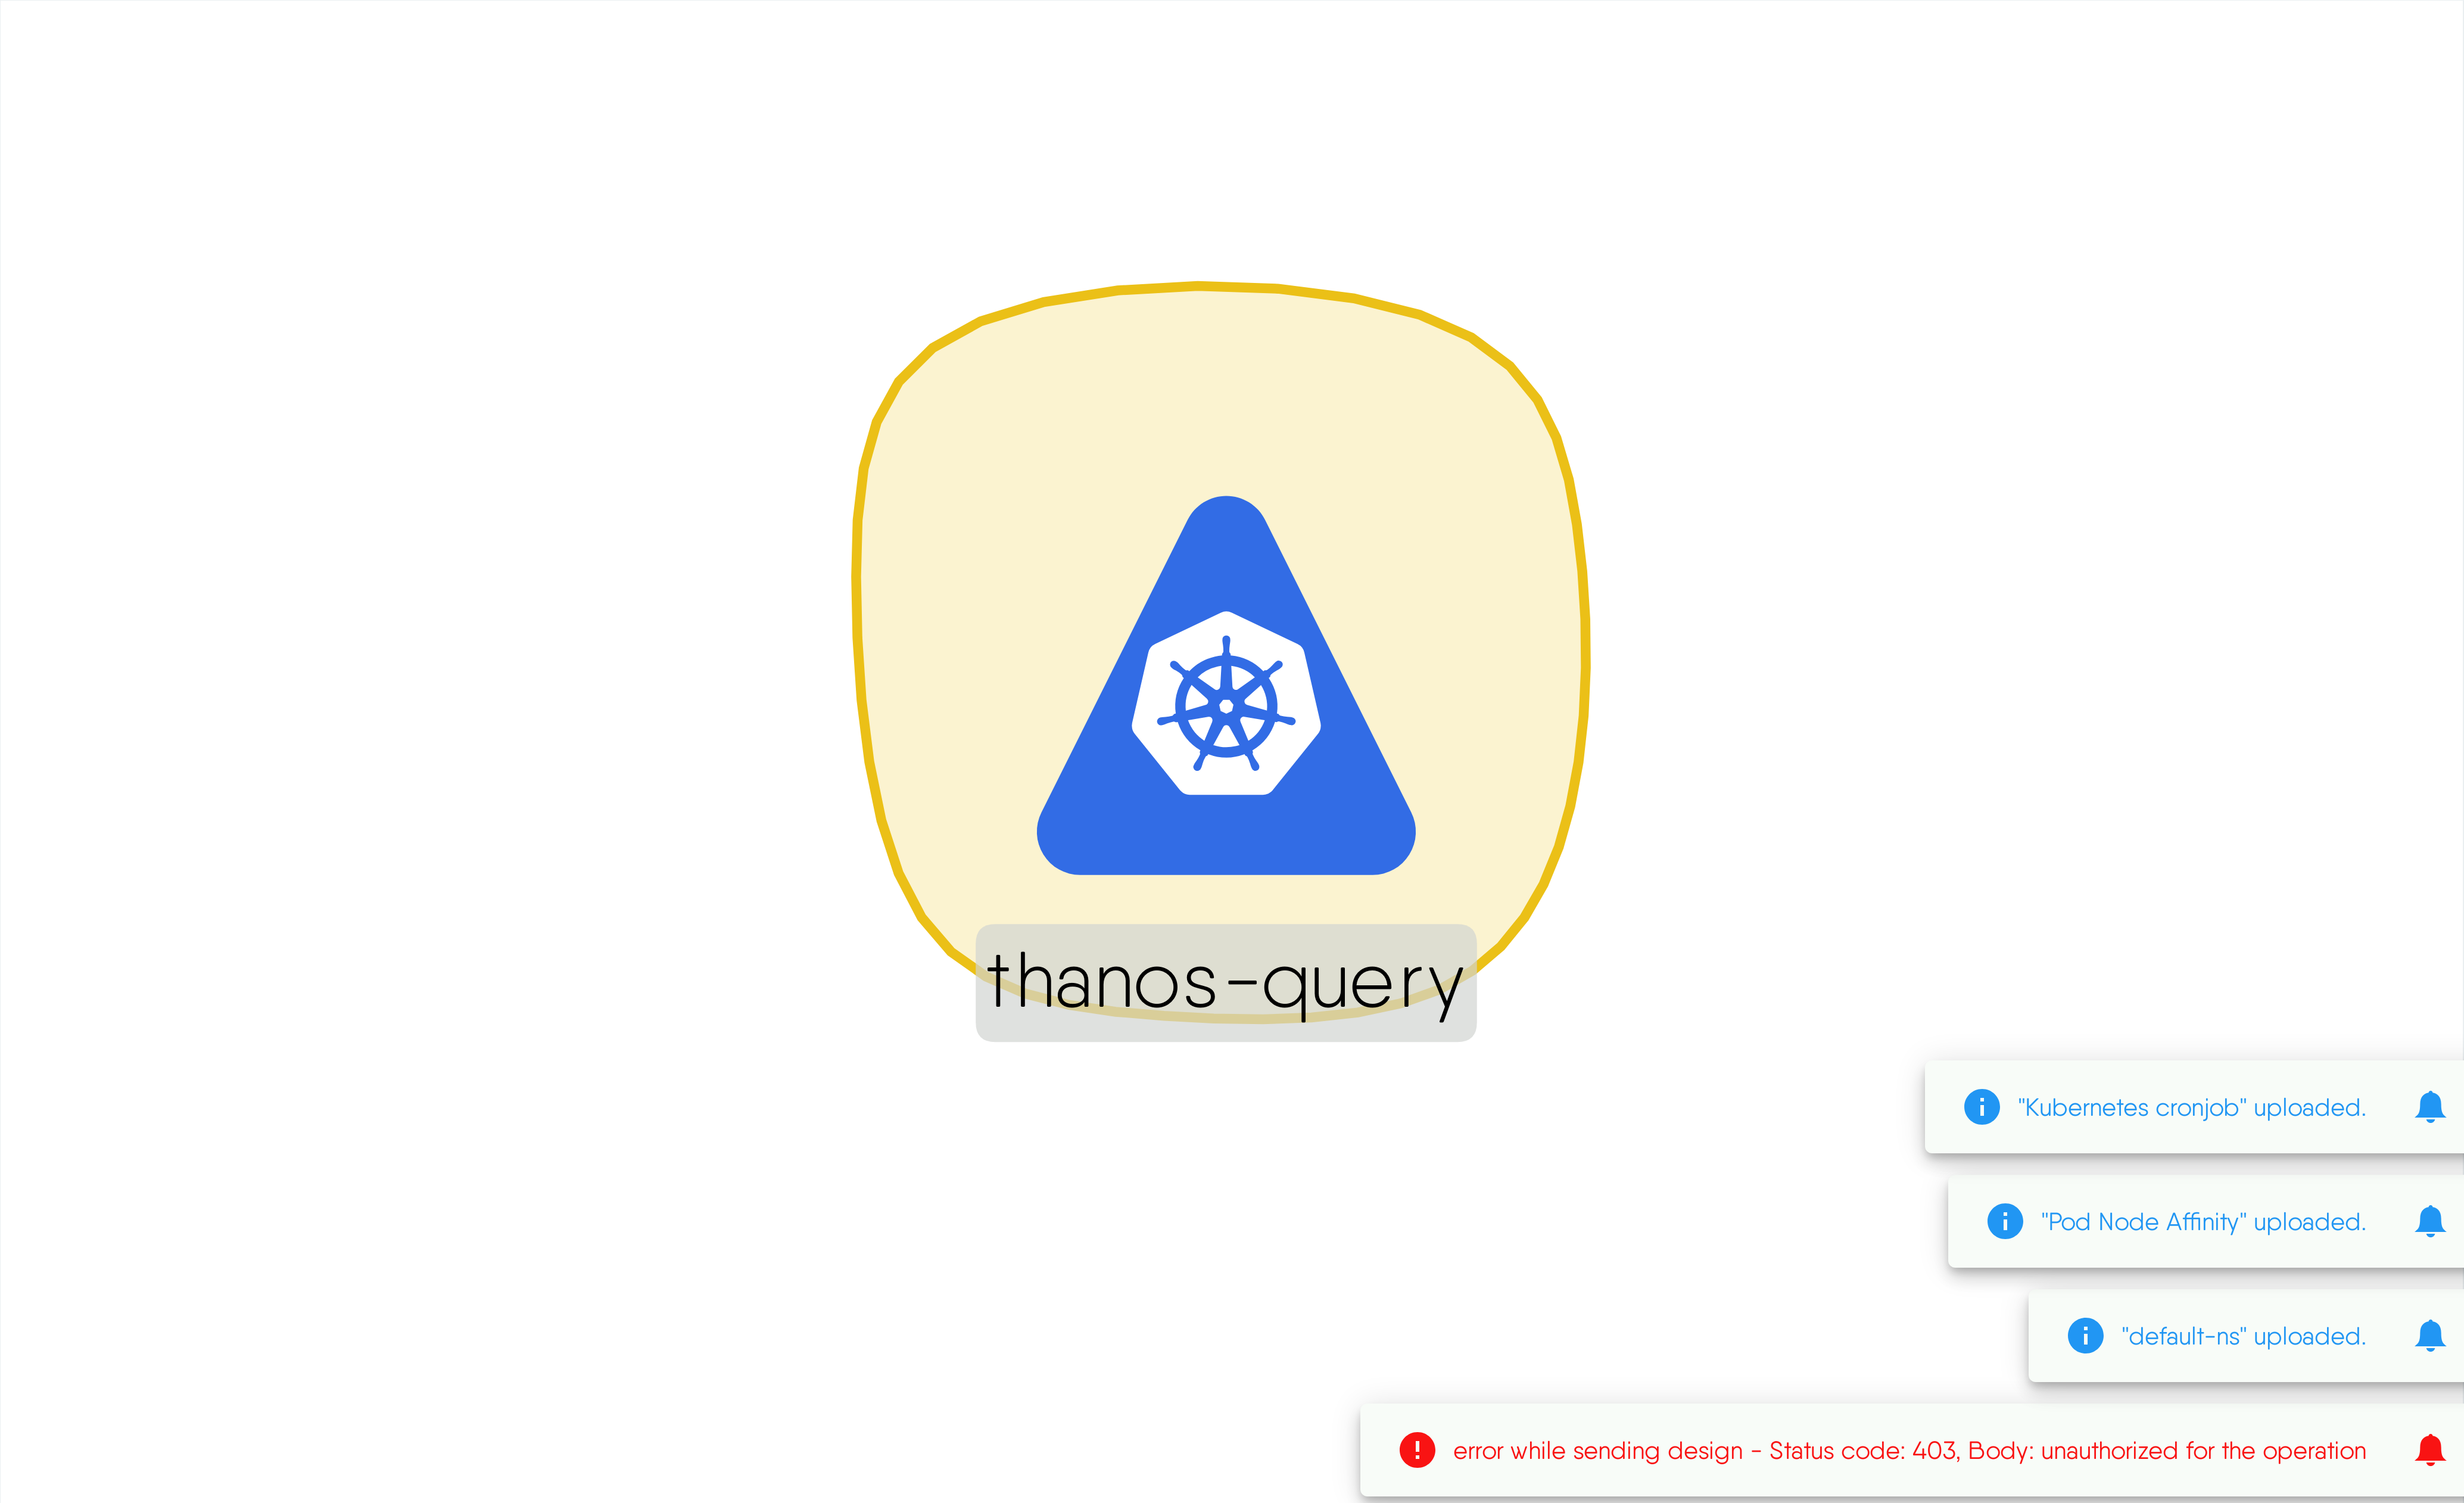 thanos-query
"Kubernetes cronjob" uploaded.
"Pod Node Affinity" uploaded.
"default-ns" uploaded.
error while sending design - Status code: 403, Body: unauthorized for the operation